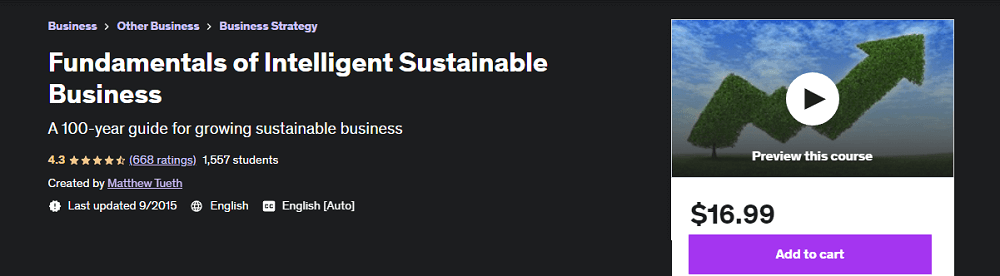 Business > Other Business > Business Strategy
Fundamentals of Intelligent Sustainable
Business
A 100-year guide for growing sustainable business
4.3 (668 ratings) 1,557 students
Created by Matthew Tueth
Last updated 9/2015 English CC English [Auto]
Preview this course
$16.99
Add to cart